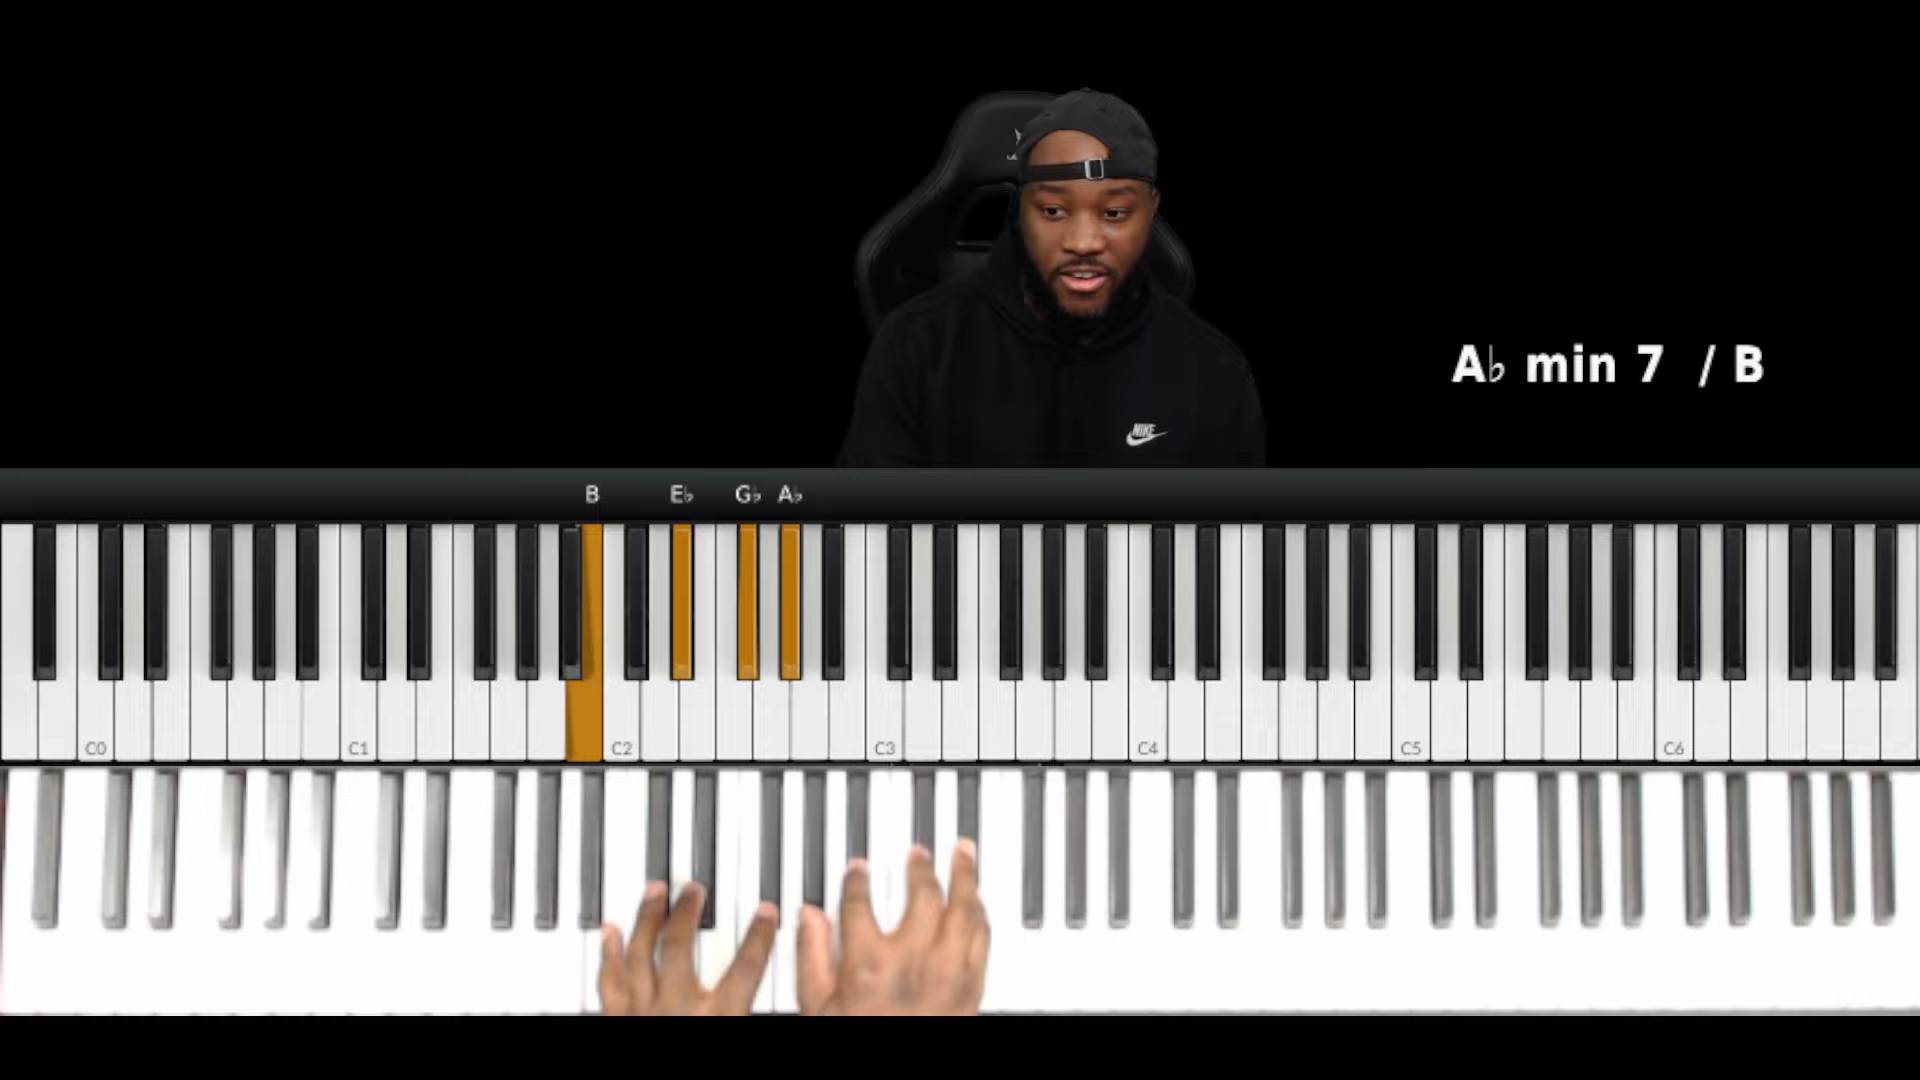 A♭ min 7 / B
NIKE
B E♭ G♭ A♭
C0 C1 C2 C3 C4 C5 C6